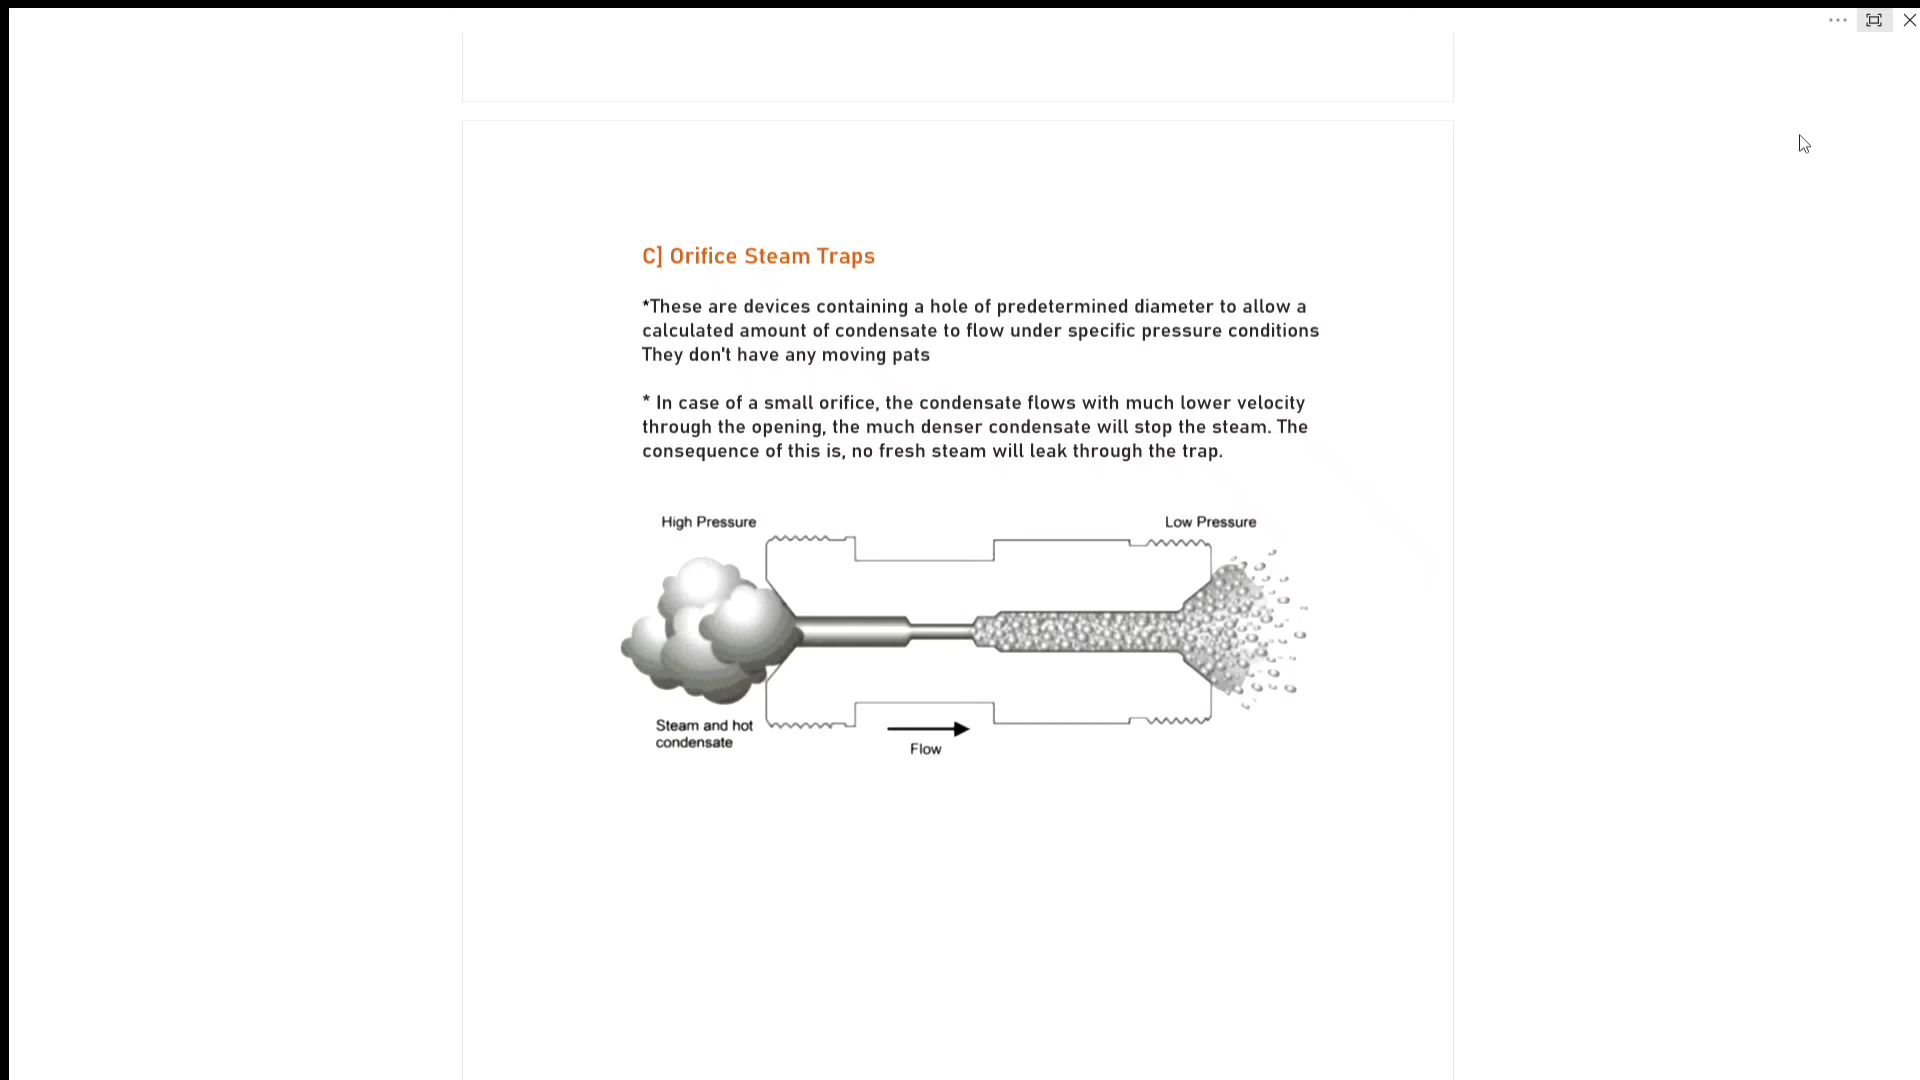 C] Orifice Steam Traps
*These are devices containing a hole of predetermined diameter to allow a
calculated amount of condensate to flow under specific pressure conditions
They don't have any moving pats
* In case of a small orifice, the condensate flows with much lower velocity
through the opening, the much denser condensate will stop the steam. The
consequence of this is, no fresh steam will leak through the trap.
High Pressure
Low Pressure
Steam and hot
condensate
Flow